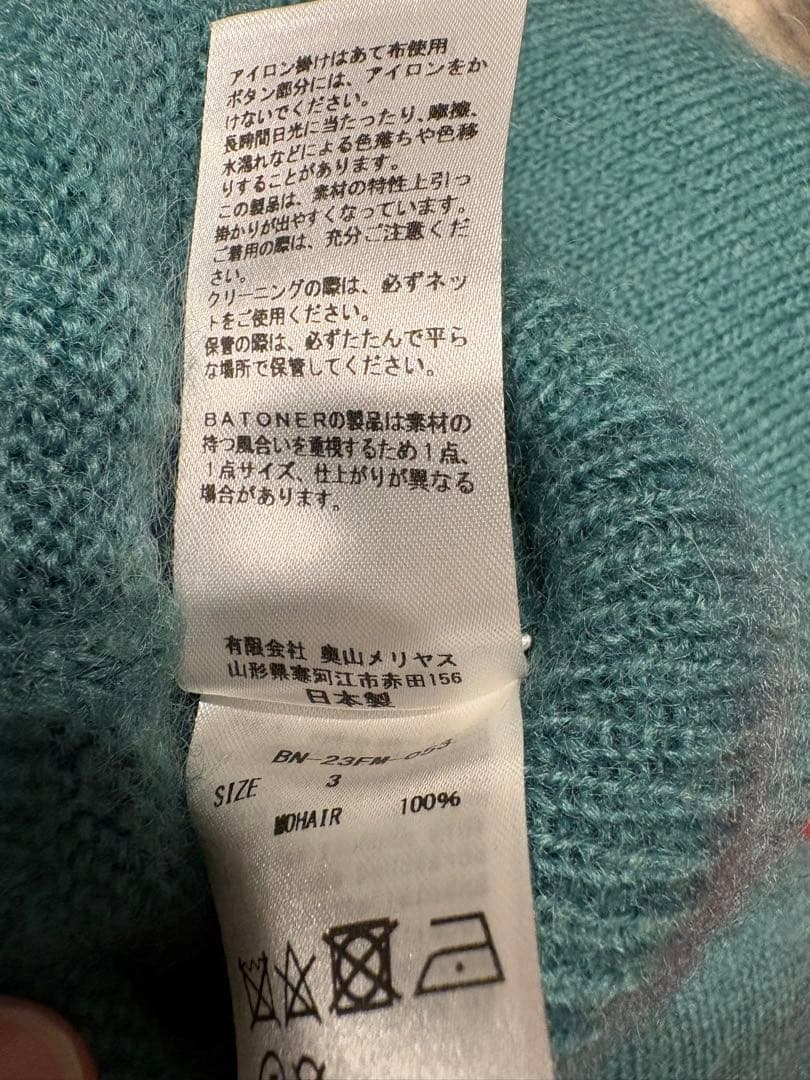 アイロン掛けはあて布使用
ボタン部分には、アイロンをか
けないでください。
長時間日光に当たったり、摩擦、
水濡れなどによる色落ちや色移
りすることがあります。
この製品は、素材の特性上引っ
掛かりが出やすくなっています。
ご着用の際は、充分ご注意くだ
さい。
クリーニングの際は、必ずネッ
トをご使用ください。
保管の際は、必ずたたんで平ら
な場所で保管してください。
BATONERの製品は素材の
持つ風合いを重視するため1点、
1点サイズ、仕上がりが異なる
場合があります。
有限会社 奥山メリヤス
山形県寒河江市赤田156
日本製
BN-23FM-053
SIZE 3
MOHAIR 100%